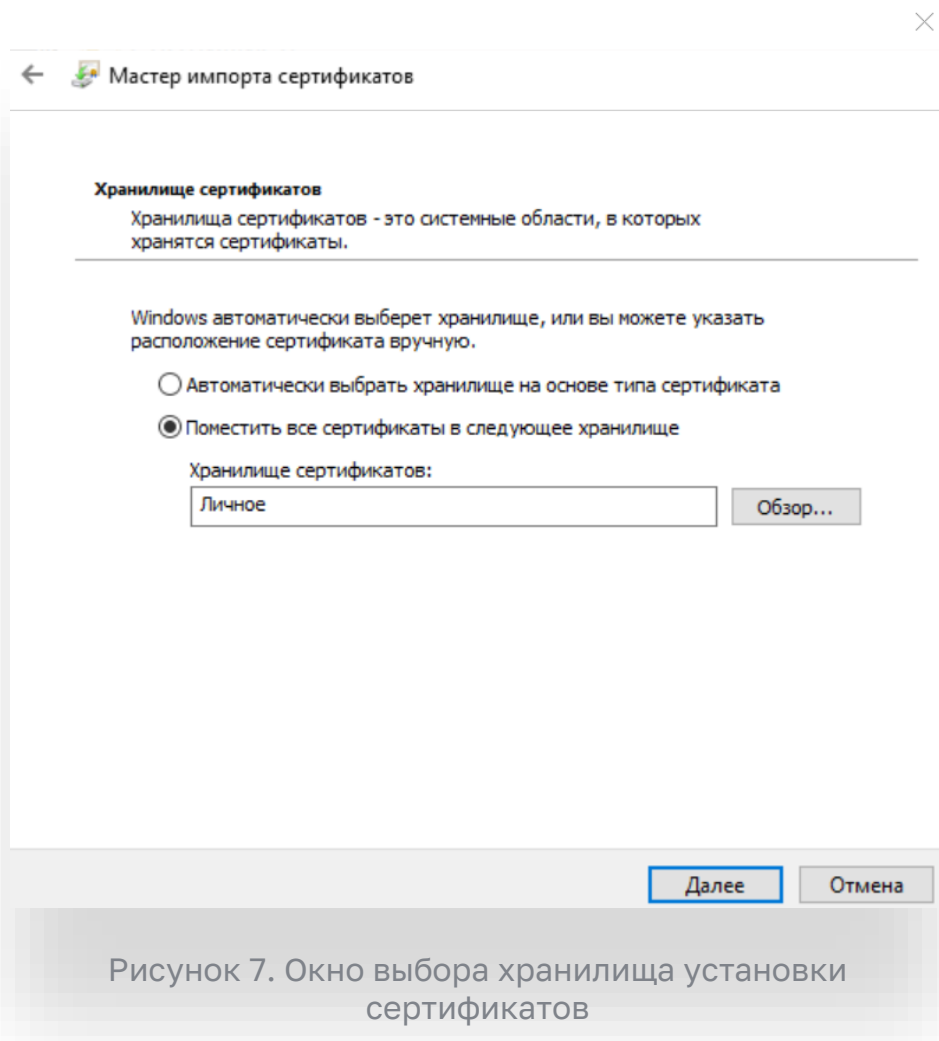 Мастер импорта сертификатов
Хранилище сертификатов
Хранилища сертификатов - это системные области, в которых
хранятся сертификаты.
Windows автоматически выберет хранилище, или вы можете указать
расположение сертификата вручную.
Автоматически выбрать хранилище на основе типа сертификата
Поместить все сертификаты в следующее хранилище
Хранилище сертификатов:
Личное
Обзор...
Далее
Отмена
Рисунок 7. Окно выбора хранилища установки
сертификатов